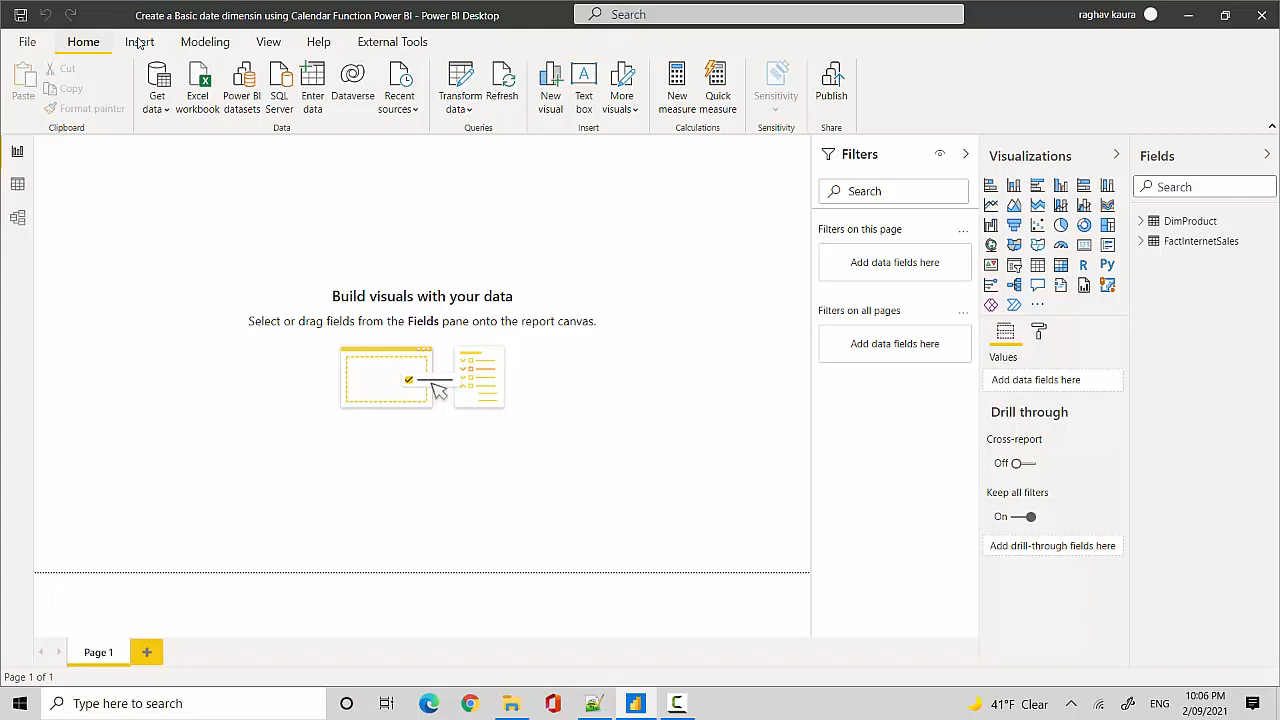 Create a Basic date dimensin using Calendar Function Power BI - Power BI Desktop
Search
raghav kaura
File
Home
Insert
Modeling
View
Help
External Tools
Paste
Cut
Copy
Format painter
Get data
Excel workbook
Power BI datasets
SQL Server
Enter data
Dataverse
Recent sources
Transform data
Refresh
New visual
Text box
More visuals
New measure
Quick measure
Sensitivity
Publish
Clipboard
Data
Queries
Insert
Calculations
Sensitivity
Share
Build visuals with your data
Select or drag fields from the Fields pane onto the report canvas.
Filters
Search
Filters on this page
...
Add data fields here
Filters on all pages
...
Add data fields here
Visualizations
R
Py
...
Values
Add data fields here
Drill through
Cross-report
Off
Keep all filters
On
Add drill-through fields here
Fields
Search
DimProduct
FactInternetSales
Page 1
Page 1 of 1
Type here to search
41°F Clear
ENG
10:06 PM
2/09/2021